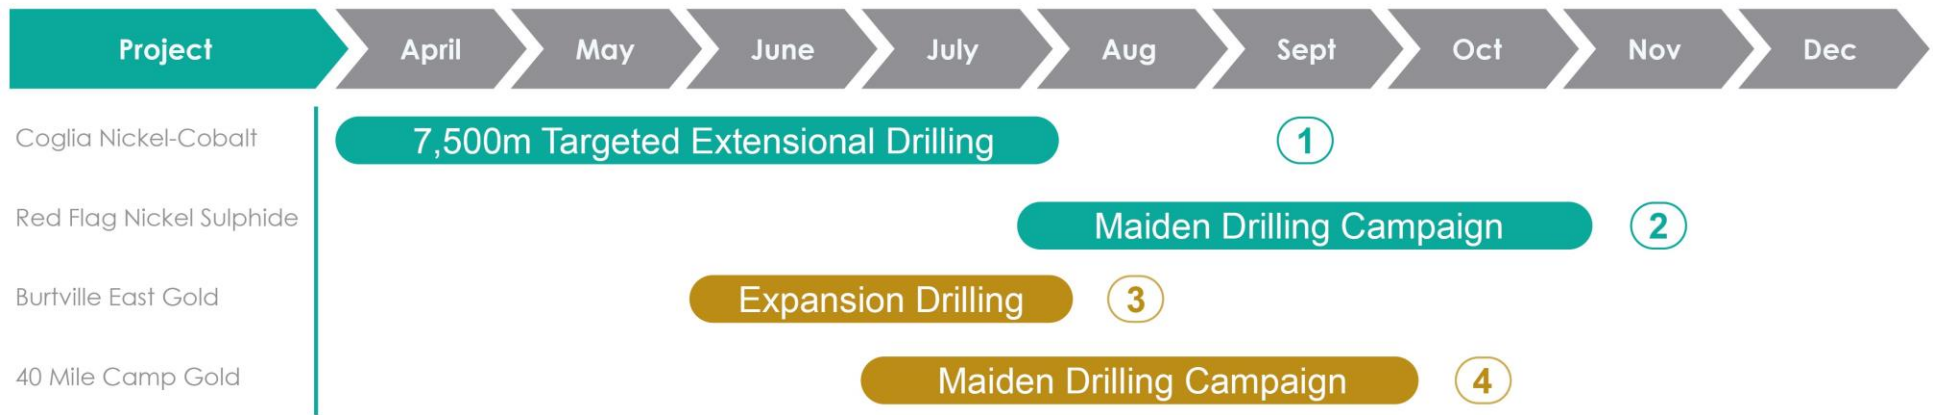 Project April May June July Aug Sept Oct Nov Dec
Coglia Nickel-Cobalt 7,500m Targeted Extensional Drilling 1
Red Flag Nickel Sulphide Maiden Drilling Campaign 2
Burtville East Gold Expansion Drilling 3
40 Mile Camp Gold Maiden Drilling Campaign 4